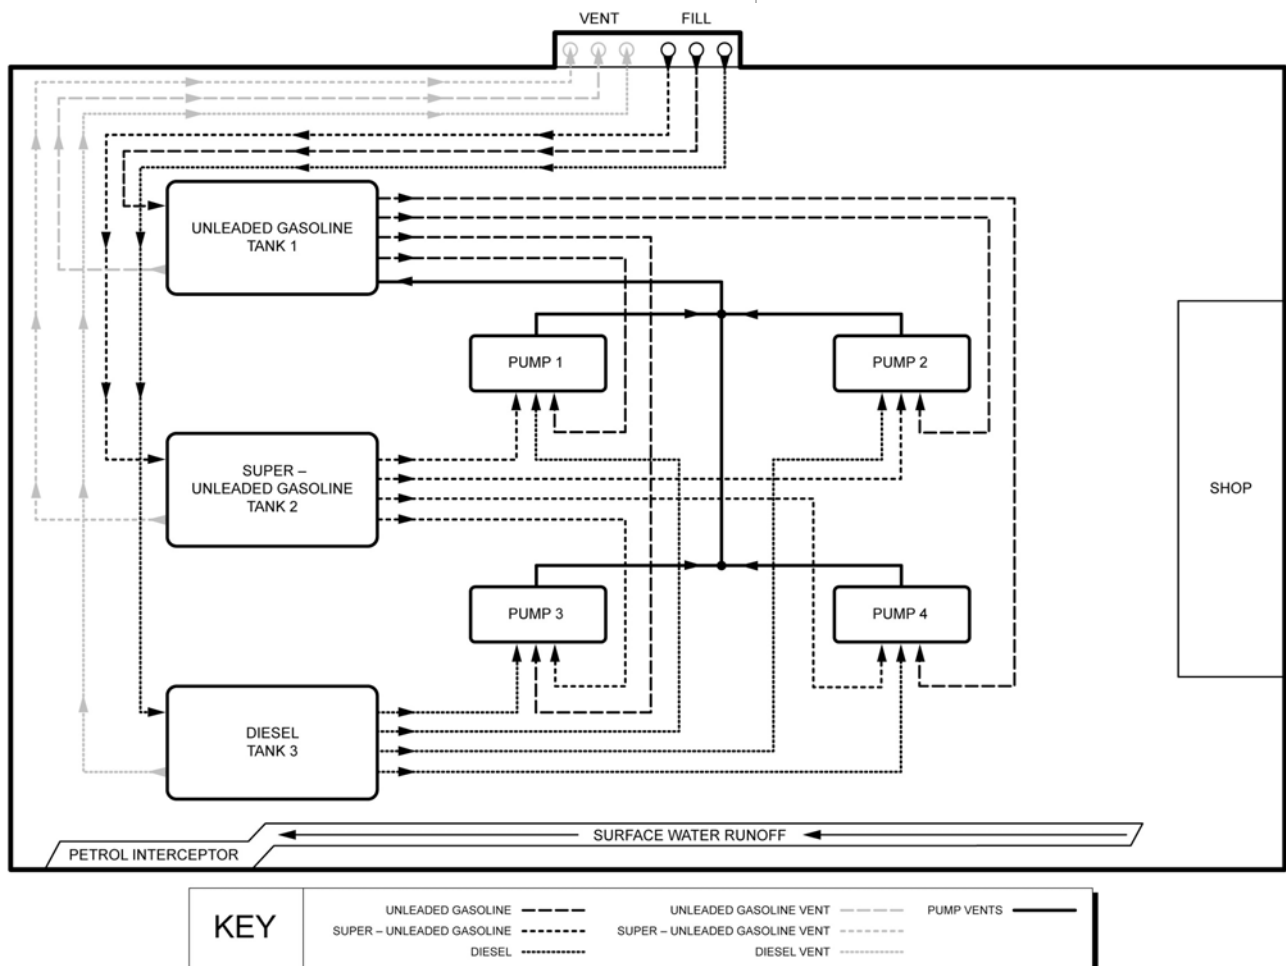 VENT FILL
UNLEADED GASOLINE
TANK 1
PUMP 1
PUMP 2
SUPER –
UNLEADED GASOLINE
TANK 2
SHOP
PUMP 3
PUMP 4
DIESEL
TANK 3
SURFACE WATER RUNOFF
PETROL INTERCEPTOR
KEY
UNLEADED GASOLINE
SUPER – UNLEADED GASOLINE
DIESEL
UNLEADED GASOLINE VENT
SUPER – UNLEADED GASOLINE VENT
DIESEL VENT
PUMP VENTS